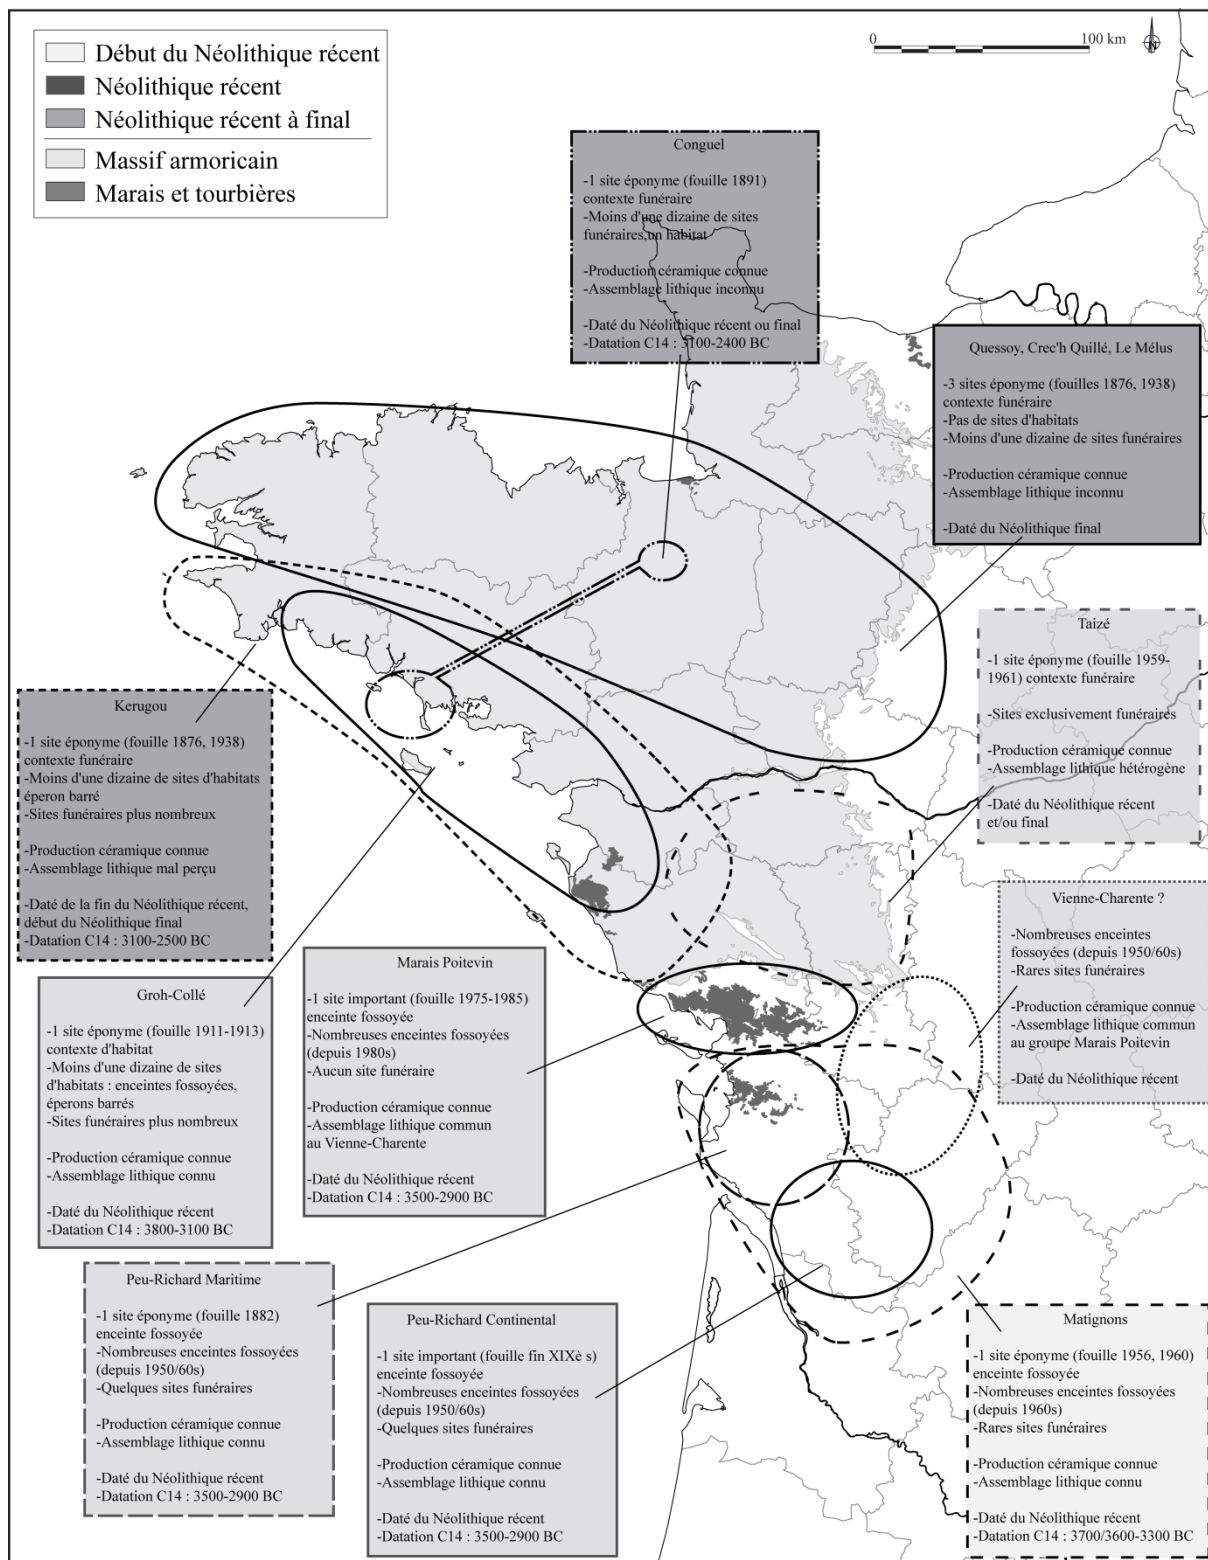 Début du Néolithique récent
Néolithique récent
Néolithique récent à final
Massif armoricain
Marais et tourbières
0
100 km
N
Conguel
-1 site éponyme (fouille 1891)
contexte funéraire
-Moins d'une dizaine de sites
funéraires,un habitat
-Production céramique connue
-Assemblage lithique inconnu
-Daté du Néolithique récent ou final
-Datation C14 : 3100-2400 BC
Quessoy, Crec'h Quillé, Le Mélus
-3 sites éponyme (fouilles 1876, 1938)
contexte funéraire
-Pas de sites d'habitats
-Moins d'une dizaine de sites funéraires
-Production céramique connue
-Assemblage lithique inconnu
-Daté du Néolithique final
Taizé
-1 site éponyme (fouille 1959-
1961) contexte funéraire
-Sites exclusivement funéraires
-Production céramique connue
-Assemblage lithique hétérogène
-Daté du Néolithique récent
et/ou final
Kerugou
-1 site éponyme (fouille 1876, 1938)
contexte funéraire
-Moins d'une dizaine de sites d'habitats
éperon barré
-Sites funéraires plus nombreux
-Production céramique connue
-Assemblage lithique mal perçu
-Daté de la fin du Néolithique récent,
début du Néolithique final
-Datation C14 : 3100-2500 BC
Vienne-Charente ?
-Nombreuses enceintes
fossoyées (depuis 1950/60s)
-Rares sites funéraires
-Production céramique connue
-Assemblage lithique commun
au groupe Marais Poitevin
-Daté du Néolithique récent
Marais Poitevin
-1 site important (fouille 1975-1985)
enceinte fossoyée
-Nombreuses enceintes fossoyées
(depuis 1980s)
-Aucun site funéraire
-Production céramique connue
-Assemblage lithique commun
au Vienne-Charente
-Daté du Néolithique récent
-Datation C14 : 3500-2900 BC
Groh-Collé
-1 site éponyme (fouille 1911-1913)
contexte d'habitat
-Moins d'une dizaine de sites
d'habitats : enceintes fossoyées,
éperons barrés
-Sites funéraires plus nombreux
-Production céramique connue
-Assemblage lithique connu
-Daté du Néolithique récent
-Datation C14 : 3800-3100 BC
Peu-Richard Maritime
-1 site éponyme (fouille 1882)
enceinte fossoyée
-Nombreuses enceintes fossoyées
(depuis 1950/60s)
-Quelques sites funéraires
-Production céramique connue
-Assemblage lithique connu
-Daté du Néolithique récent
-Datation C14 : 3500-2900 BC
Peu-Richard Continental
-1 site important (fouille fin XIXè s)
enceinte fossoyée
-Nombreuses enceintes fossoyées
(depuis 1950/60s)
-Quelques sites funéraires
-Production céramique connue
-Assemblage lithique connu
-Daté du Néolithique récent
-Datation C14 : 3500-2900 BC
Matignons
-1 site éponyme (fouille 1956, 1960)
enceinte fossoyée
-Nombreuses enceintes fossoyées
(depuis 1960s)
-Rares sites funéraires
-Production céramique connue
-Assemblage lithique connu
-Daté du Néolithique récent
-Datation C14 : 3700/3600-3300 BC